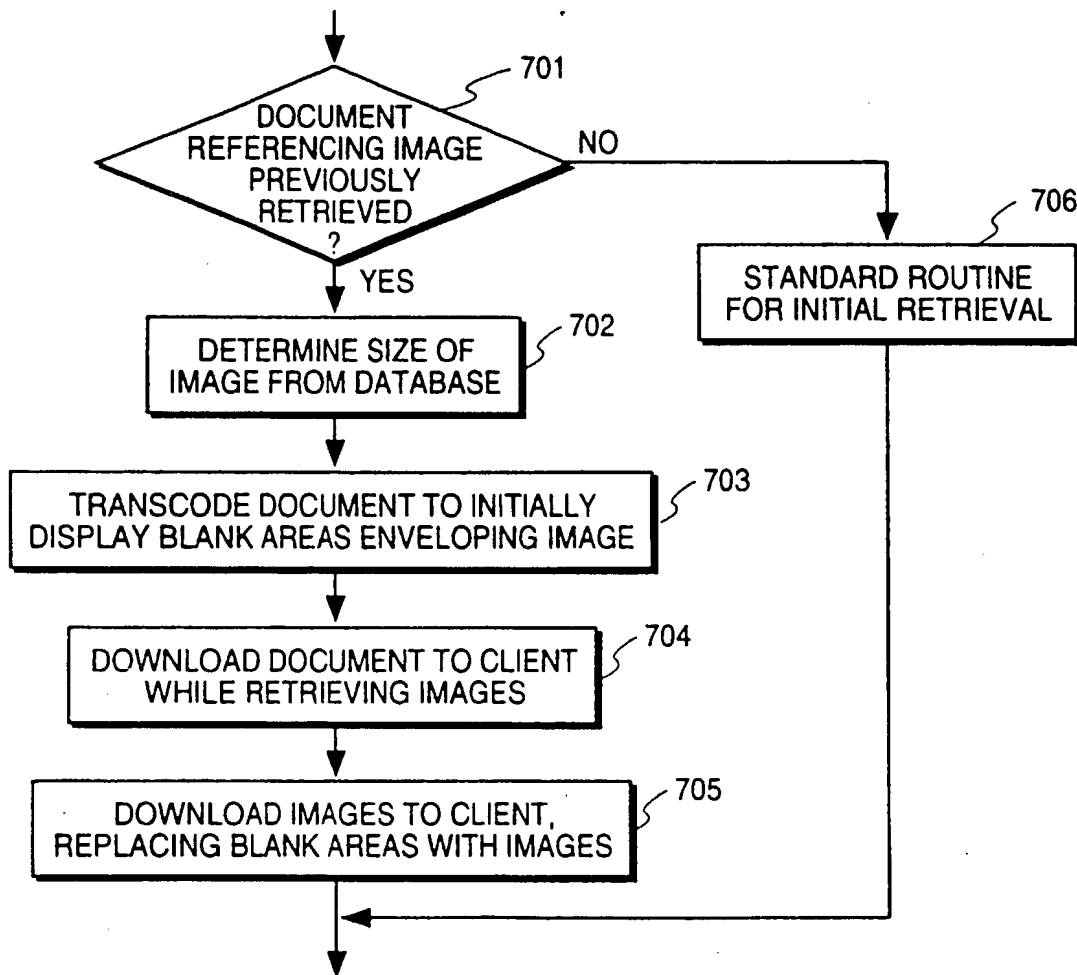 701
DOCUMENT
REFERENCING IMAGE
PREVIOUSLY
RETRIEVED
?
NO
YES
706
STANDARD ROUTINE
FOR INITIAL RETRIEVAL
702
DETERMINE SIZE OF
IMAGE FROM DATABASE
703
TRANSCODE DOCUMENT TO INITIALLY
DISPLAY BLANK AREAS ENVELOPING IMAGE
704
DOWNLOAD DOCUMENT TO CLIENT
WHILE RETRIEVING IMAGES
705
DOWNLOAD IMAGES TO CLIENT,
REPLACING BLANK AREAS WITH IMAGES